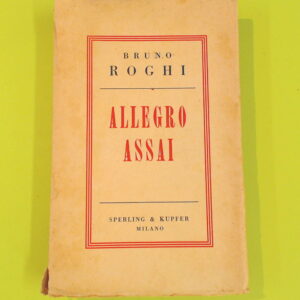 BRUNO
ROGHI
ALLEGRO
ASSAI
SPERLING & KUPFER
MILANO